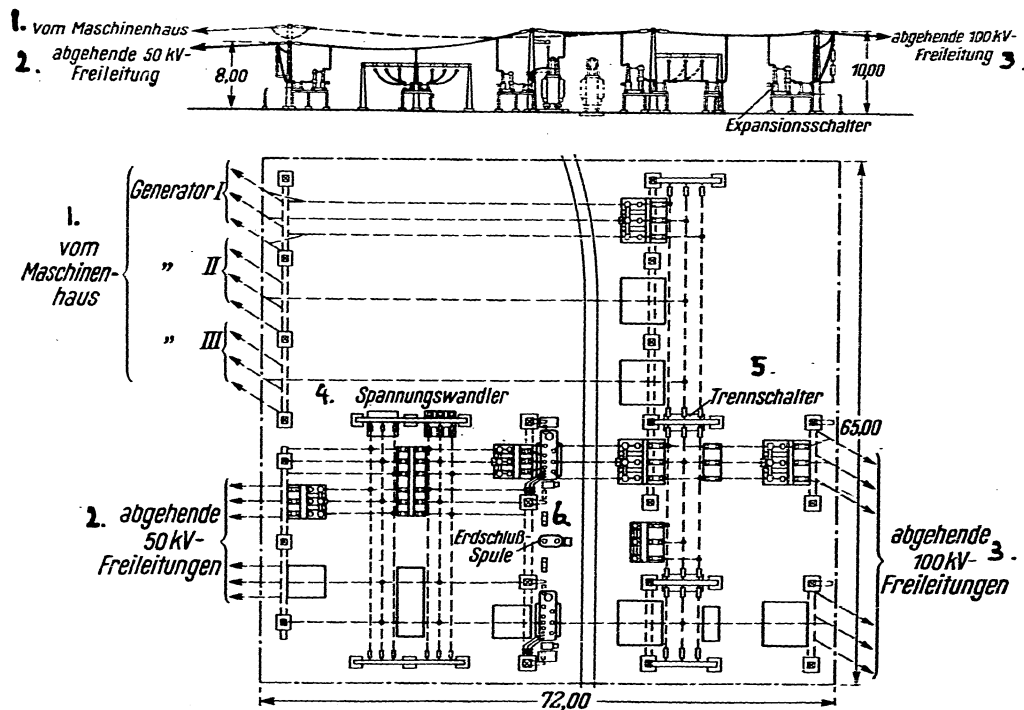 1. vom Maschinenhaus
2. abgehende 50 kV-
Freileitung
8,00
abgehende 100 kV-
Freileitung 3.
10,00
Expansionsschalter
1.
vom
Maschinen-
haus
Generator I
" II
" III
4. Spannungswandler
5.
Trennschalter
65,00
2. abgehende
50 kV-
Freileitungen
6.
Erdschluß-
Spule
abgehende 3.
100 kV-
Freileitungen
72,00